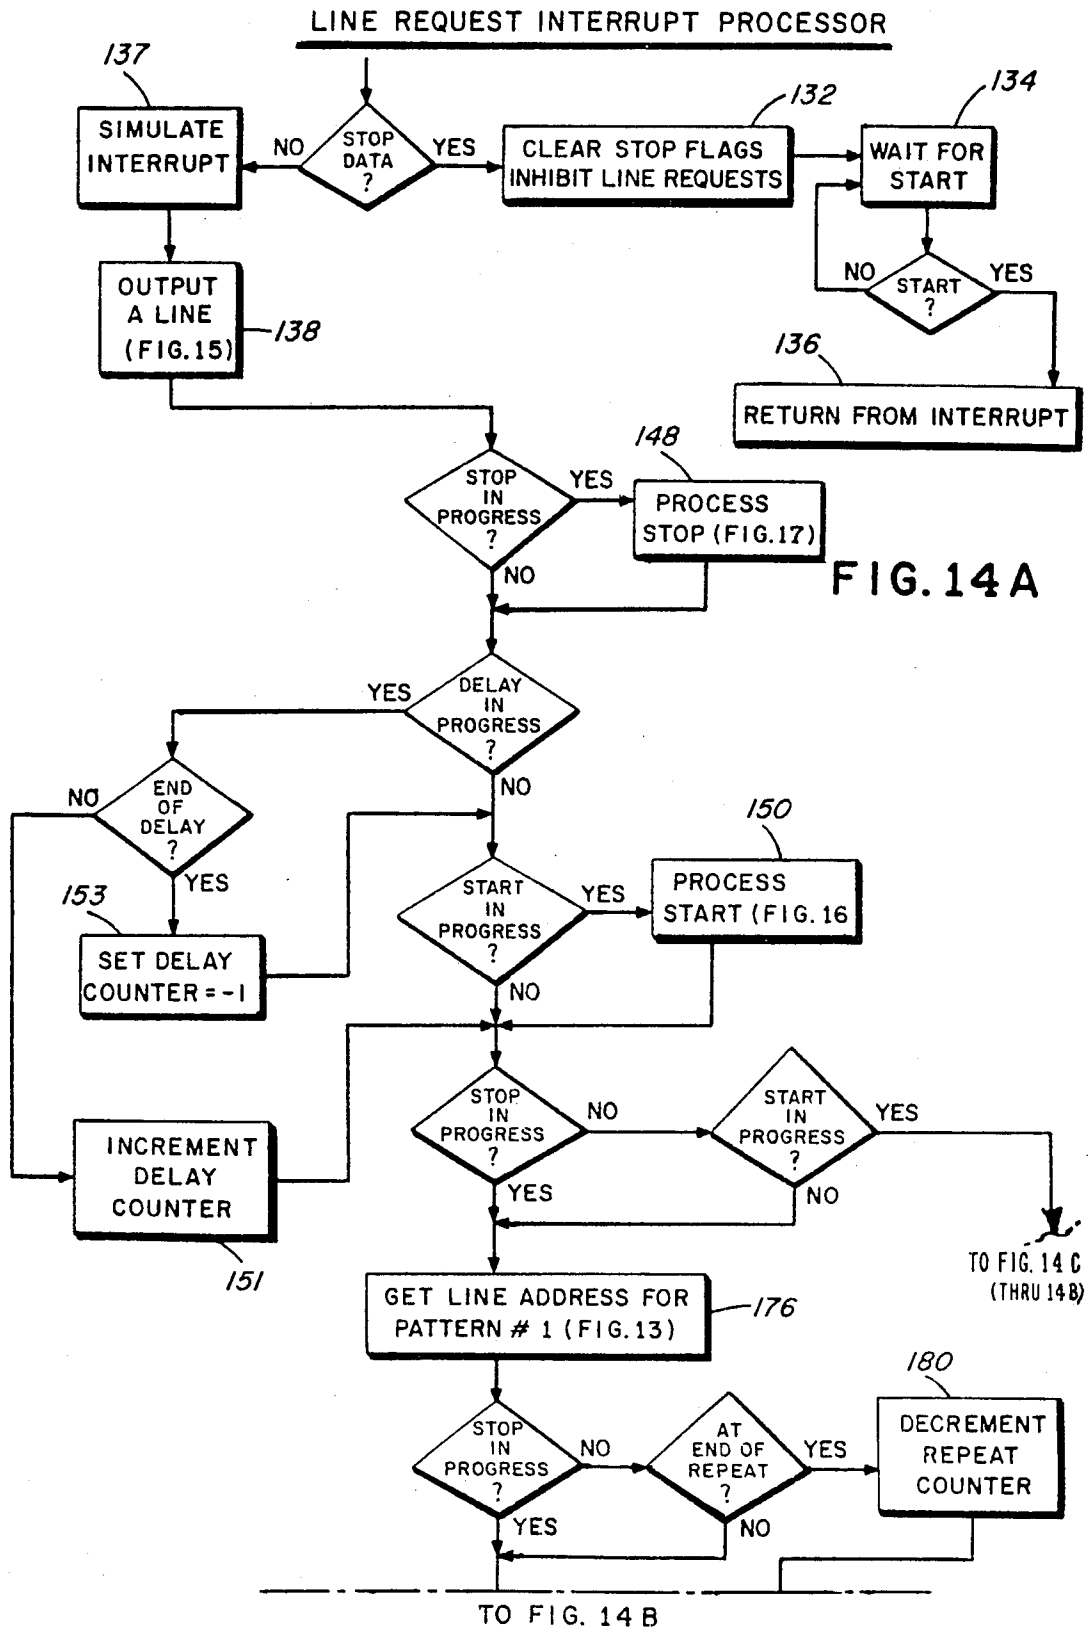 LINE REQUEST INTERRUPT PROCESSOR
137
132
134
SIMULATE
INTERRUPT
NO
STOP
DATA
?
YES
CLEAR STOP FLAGS
INHIBIT LINE REQUESTS
WAIT FOR
START
NO
START
?
YES
OUTPUT
A LINE
(FIG.15)
138
136
RETURN FROM INTERRUPT
STOP
IN
PROGRESS
?
YES
NO
148
PROCESS
STOP (FIG.17)
FIG. 14A
YES
DELAY
IN
PROGRESS
?
NO
NO
END
OF
DELAY
?
YES
153
SET DELAY
COUNTER = -1
START
IN
PROGRESS
?
YES
NO
150
PROCESS
START (FIG. 16
STOP
IN
PROGRESS
?
NO
YES
START
IN
PROGRESS
?
YES
NO
INCREMENT
DELAY
COUNTER
151
TO FIG. 14C
(THRU 14B)
GET LINE ADDRESS FOR
PATTERN # 1 (FIG.13)
176
STOP
IN
PROGRESS
?
NO
YES
AT
END OF
REPEAT
?
YES
NO
180
DECREMENT
REPEAT
COUNTER
TO FIG. 14B